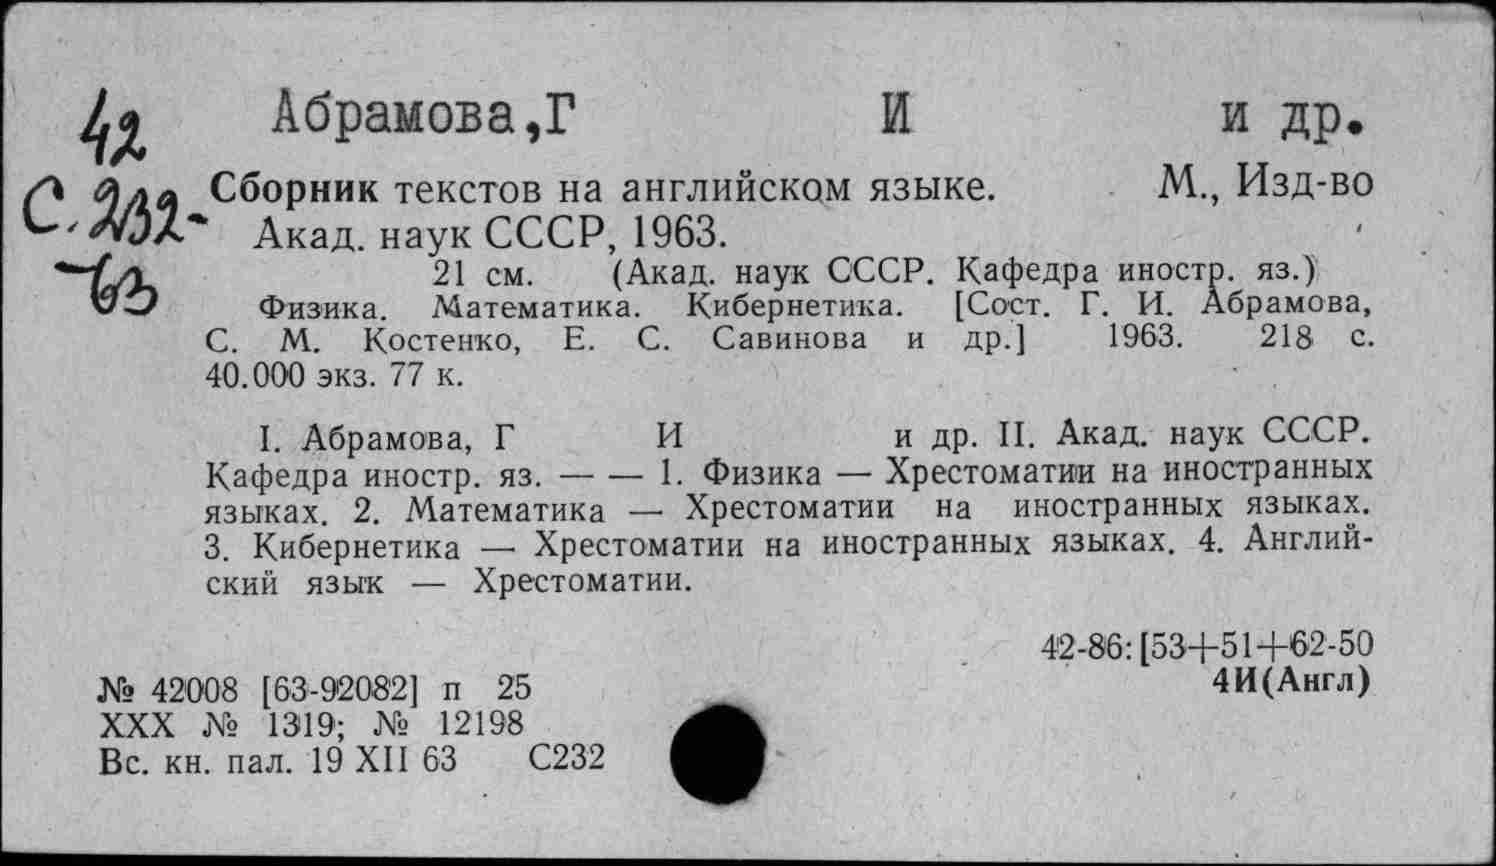 42 Абрамова,Г И и др.
С.232- Сборник текстов на английском языке. М., Изд-во
Акад. наук СССР, 1963.
21 см. (Акад. наук СССР. Кафедра иностр. яз.)
Физика. Математика. Кибернетика. [Сост. Г. И. Абрамова,
С. М. Костенко, Е. С. Савинова и др.] 1963. 218 с.
40.000 экз. 77 к.
I. Абрамова, Г И и др. II. Акад. наук СССР.
Кафедра иностр. яз. — — 1. Физика — Хрестоматии на иностранных
языках. 2. Математика — Хрестоматии на иностранных языках.
3. Кибернетика — Хрестоматии на иностранных языках. 4. Англий-
ский язык — Хрестоматии.
42-86:[53+51+62-50
№ 42008 [63-92082] п 25 4И(Англ)
XXX № 1319; № 12198
Вс. кн. пал. 19 XII 63 С232